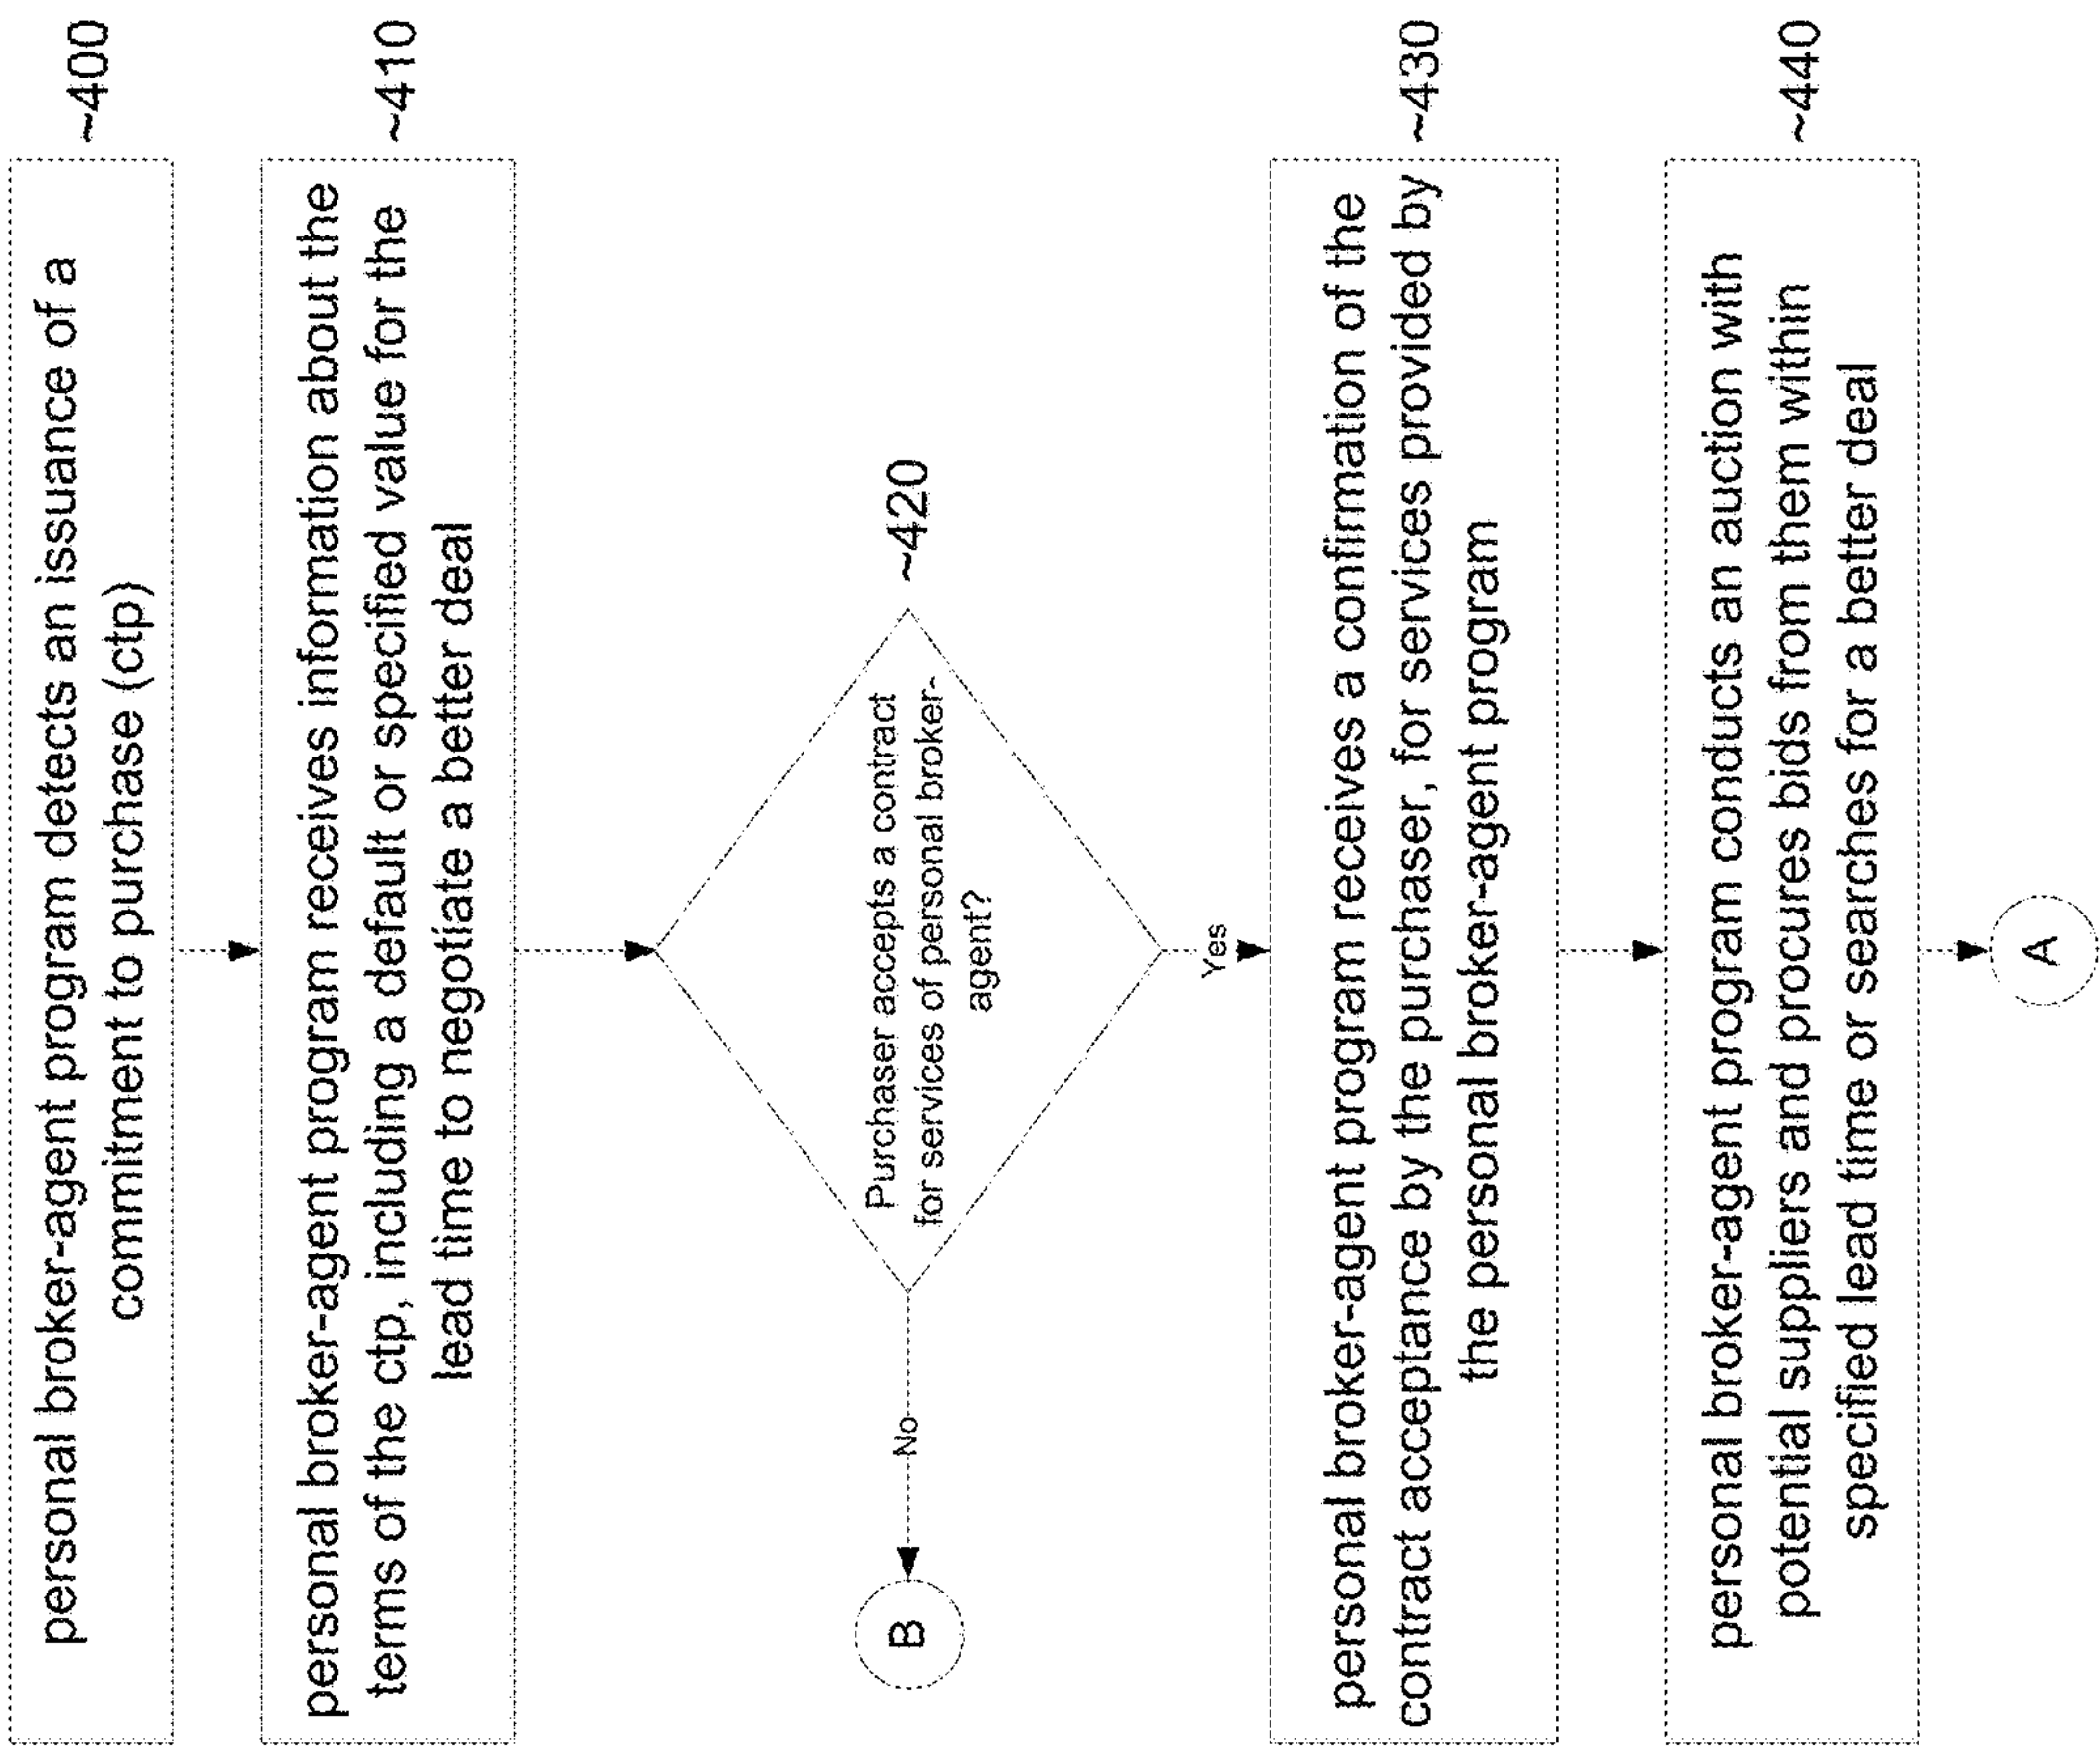 personal broker-agent program detects an issuance of a
commitment to purchase (ctp)
~400
personal broker-agent program receives information about the
terms of the ctp, including a default or specified value for the
lead time to negotiate a better deal
~410
Purchaser accepts a contract
for services of personal broker-
agent?
~420
No
B
Yes
personal broker-agent program receives a confirmation of the
contract acceptance by the purchaser, for services provided by
the personal broker-agent program
~430
personal broker-agent program conducts an auction with
potential suppliers and procures bids from them within
specified lead time or searches for a better deal
~440
A